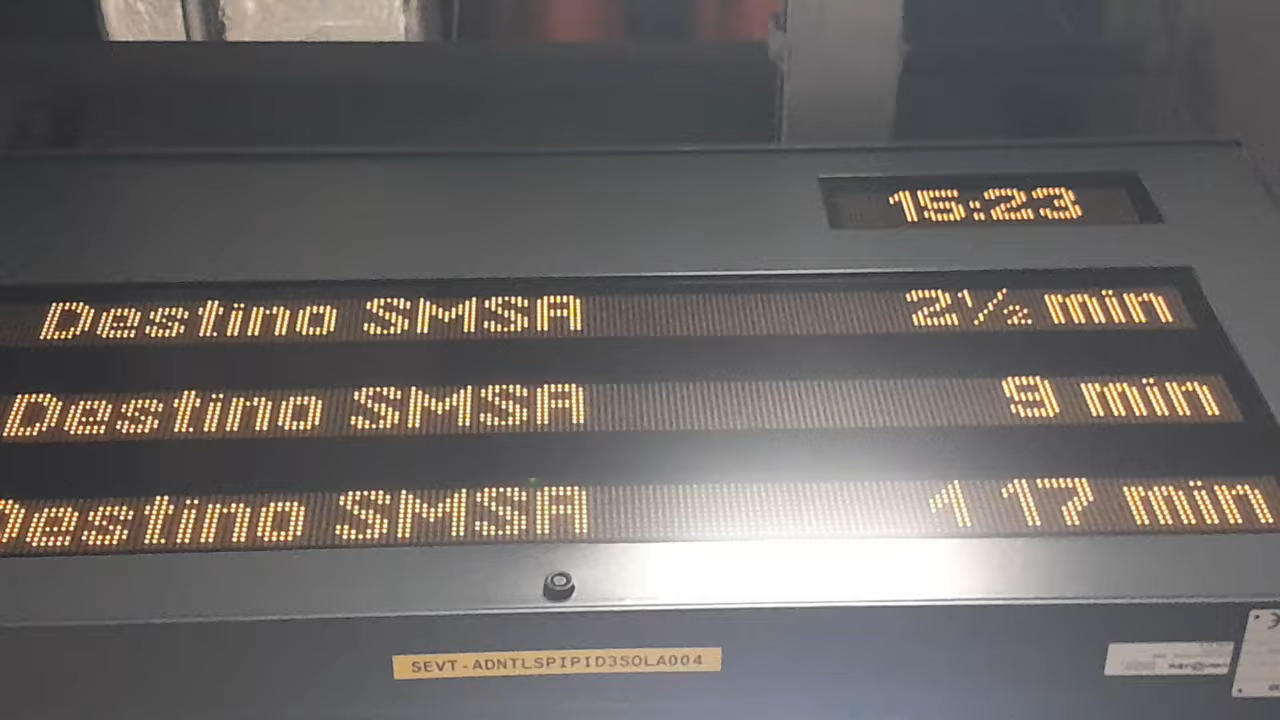 15:23
Destino SMSA 2½ min
Destino SMSA 9 min
Destino SMSA 1 17 min
SEVT-ADNTLSPIPID3SOLA004